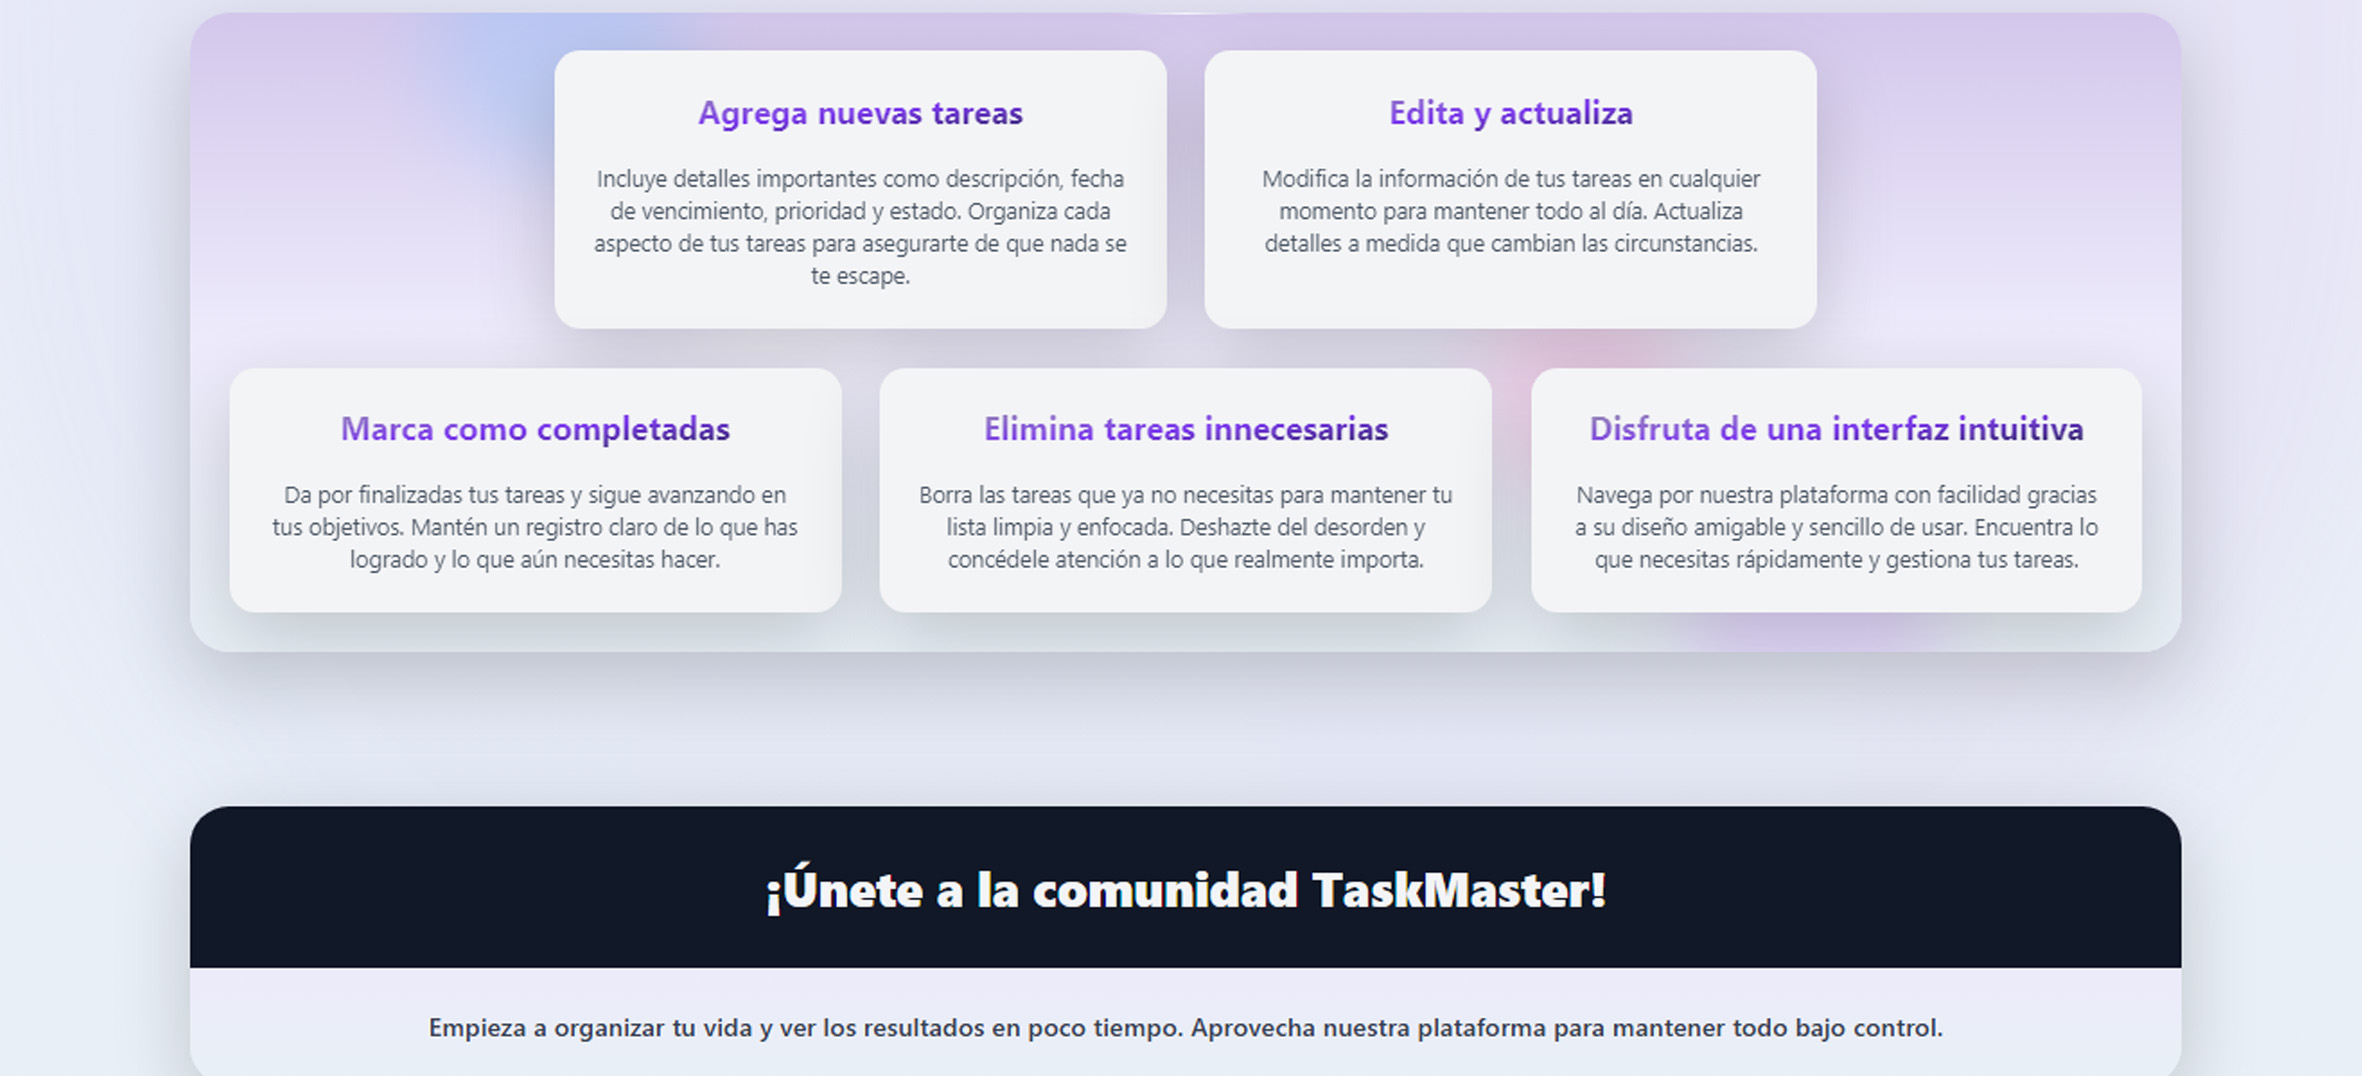 Agrega nuevas tareas
Incluye detalles importantes como descripción, fecha
de vencimiento, prioridad y estado. Organiza cada
aspecto de tus tareas para asegurarte de que nada se
te escape.
Edita y actualiza
Modifica la información de tus tareas en cualquier
momento para mantener todo al día. Actualiza
detalles a medida que cambian las circunstancias.
Marca como completadas
Da por finalizadas tus tareas y sigue avanzando en
tus objetivos. Mantén un registro claro de lo que has
logrado y lo que aún necesitas hacer.
Elimina tareas innecesarias
Borra las tareas que ya no necesitas para mantener tu
lista limpia y enfocada. Deshazte del desorden y
concédele atención a lo que realmente importa.
Disfruta de una interfaz intuitiva
Navega por nuestra plataforma con facilidad gracias
a su diseño amigable y sencillo de usar. Encuentra lo
que necesitas rápidamente y gestiona tus tareas.
¡Únete a la comunidad TaskMaster!
Empieza a organizar tu vida y ver los resultados en poco tiempo. Aprovecha nuestra plataforma para mantener todo bajo control.